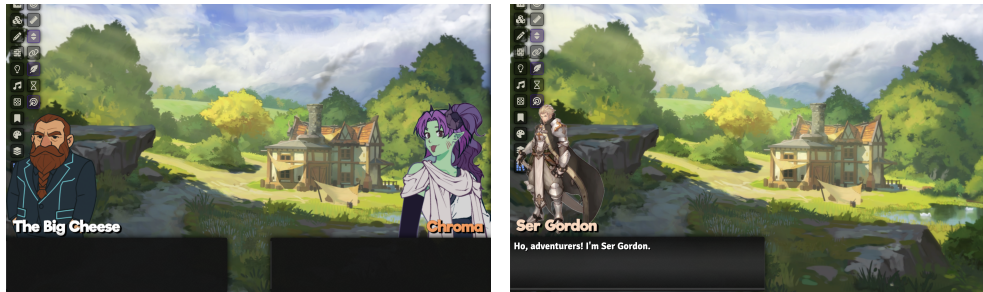 The Big Cheese
Chroma
Ser Gordon
Ho, adventurers! I'm Ser Gordon.